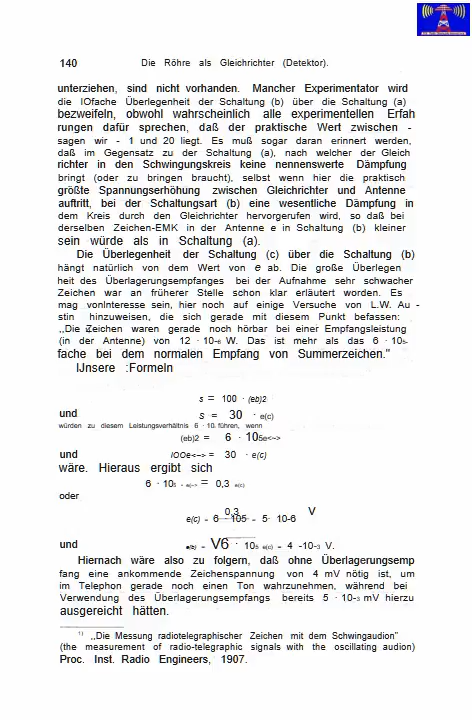 140 Die Röhre als Gleichrichter (Detektor).
unterziehen, sind nicht vorhanden. Mancher Experimentator wird
die lOfache Überlegenheit der Schaltung (b) über die Schaltung (a)
bezweifeln, obwohl wahrscheinlich alle experimentellen Erfah
rungen dafür sprechen, daß der praktische Wert zwischen -
sagen wir - 1 und 20 liegt. Es muß sogar daran erinnert werden,
daß im Gegensatz zu der Schaltung (a), nach welcher der Gleich
richter in den Schwingungskreis keine nennenswerte Dämpfung
bringt (oder zu bringen braucht), selbst wenn hier die praktisch
größte Spannungserhöhung zwischen Gleichrichter und Antenne
auftritt, bei der Schaltungsart (b) eine wesentliche Dämpfung in
dem Kreis durch den Gleichrichter hervorgerufen wird, so daß bei
derselben Zeichen-EMK in der Antenne e in Schaltung (b) kleiner
sein würde als in Schaltung (a).
Die Überlegenheit der Schaltung (c) über die Schaltung (b)
hängt natürlich von dem Wert von e ab. Die große Überlegen
heit des Überlagerungsempfanges bei der Aufnahme sehr schwacher
Zeichen war an früherer Stelle schon klar erläutert worden. Es
mag vonInteresse sein, hier noch auf einige Versuche von L.W. Au -
stin hinzuweisen, die sich gerade mit diesem Punkt befassen:
„Die Zeichen waren gerade noch hörbar bei einer Empfangsleistung
(in der Antenne) von 12 · 10-6 W. Das ist mehr als das 6 · 105-
fache bei dem normalen Empfang von Summerzeichen."
lJnsere :Formeln
s = 100 · (eb)2
und s = 30 · e(c)
würden zu diesem Leistungsverhältnis 6 · 10. führen, wenn
(eb)2 = 6 · 105e<~>
und lOOe<~> = 30 · e(c)
wäre. Hieraus ergibt sich
6 · 105 · e(~> = 0,3 e(c)
oder
e(c) - 0,3 6 105 - 5 10-6 V
und e(b) - V6 · 105 e(c) - 4 -10-3 V.
Hiernach wäre also zu folgern, daß ohne Überlagerungsemp
fang eine ankommende Zeichenspannung von 4 mV nötig ist, um
im Telephon gerade noch einen Ton wahrzunehmen, während bei
Verwendung des Überlagerungsempfangs bereits 5 · 10-3 mV hierzu
ausgereicht hätten.
1) „Die Messung radiotelegraphischer Zeichen mit dem Schwingaudion"
(the measurement of radio-telegraphic signals with the oscillating audion)
Proc. Inst. Radio Engineers, 1907.